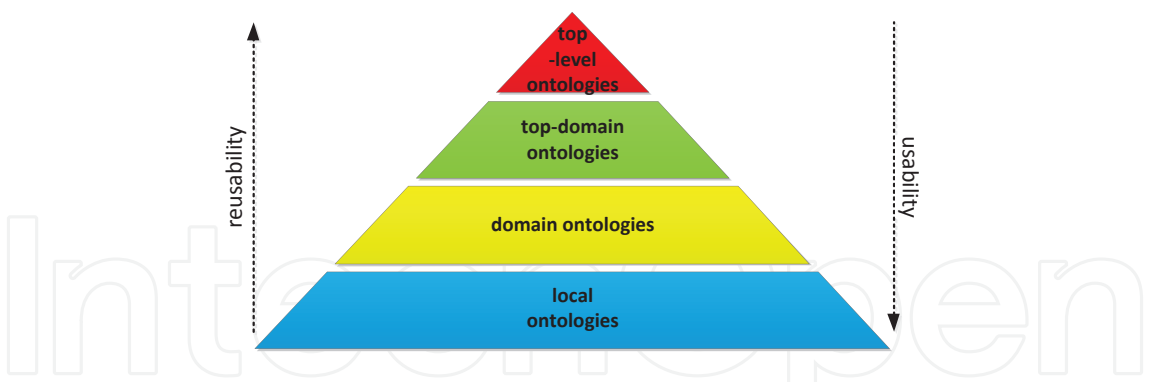 top
-level
ontologies
top-domain
ontologies
domain ontologies
local
ontologies
reusability
usability
IntechOpen